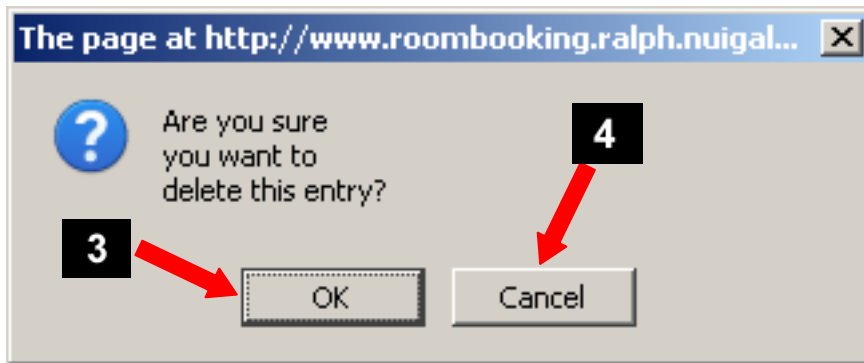 The page at http://www.roombooking.ralph.nuigal...
Are you sure
you want to
delete this entry?
4
3
OK
Cancel